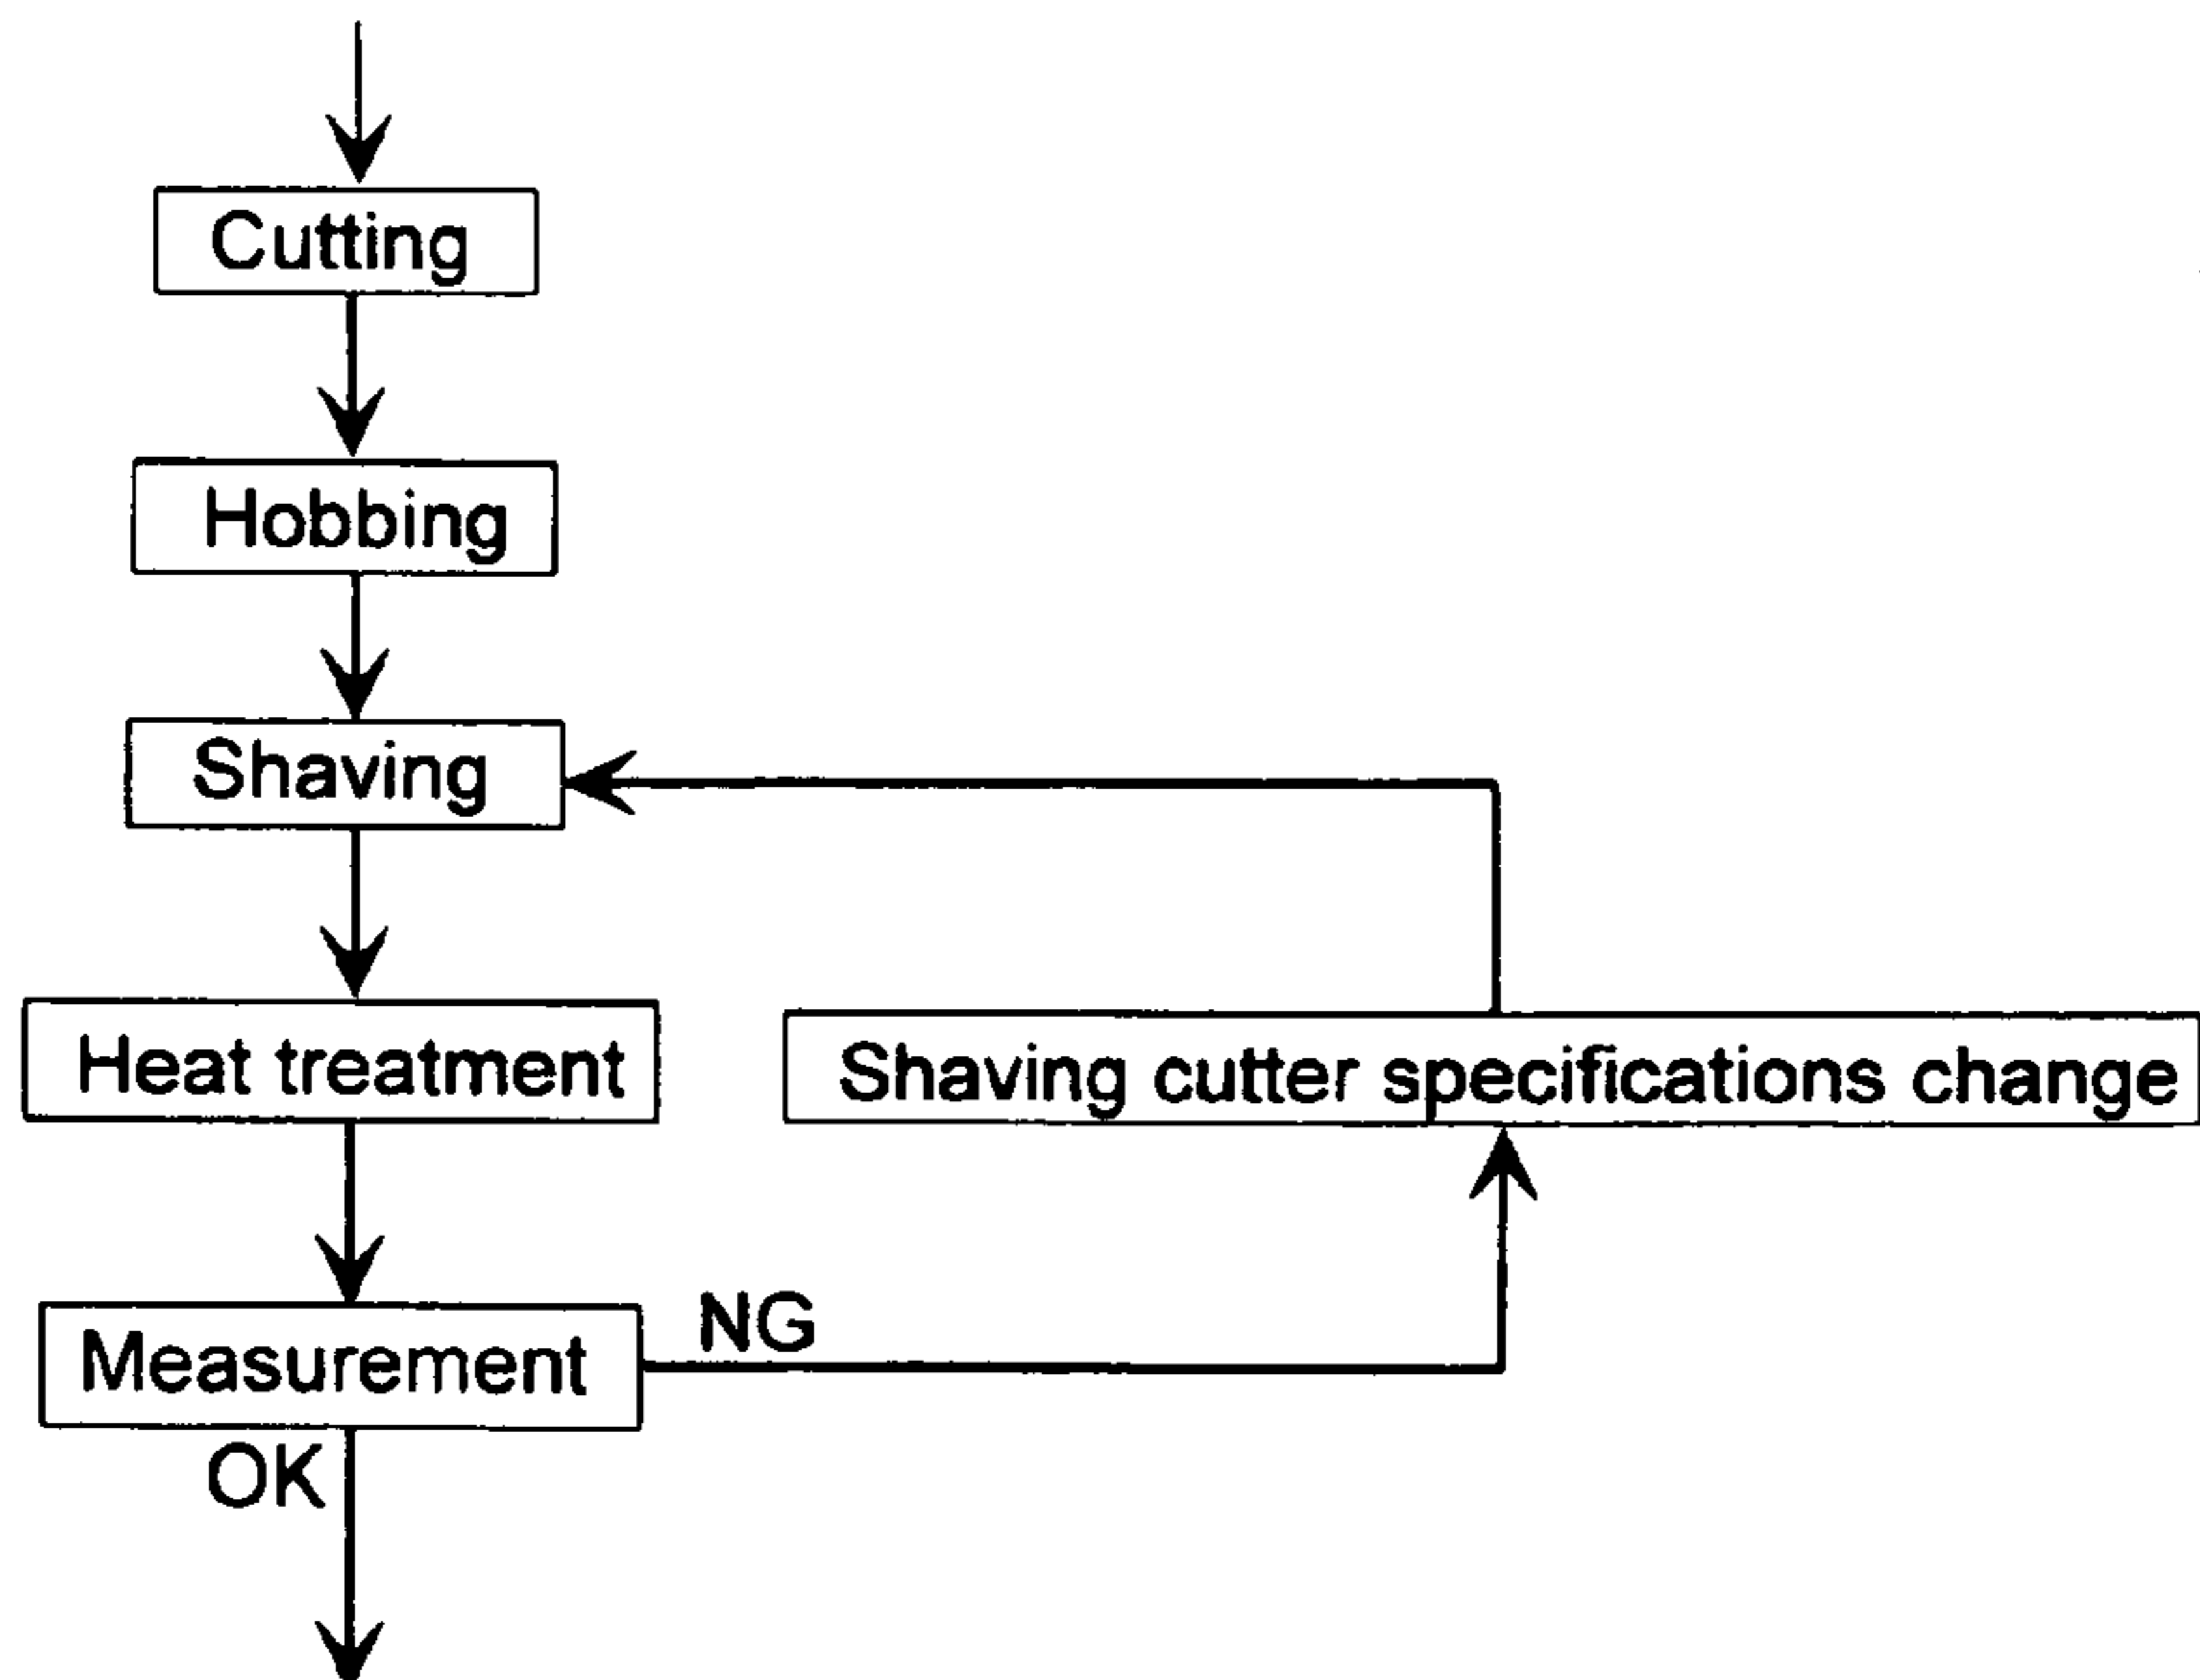 Cutting
Hobbing
Shaving
Heat treatment
Shaving cutter specifications change
Measurement
NG
OK